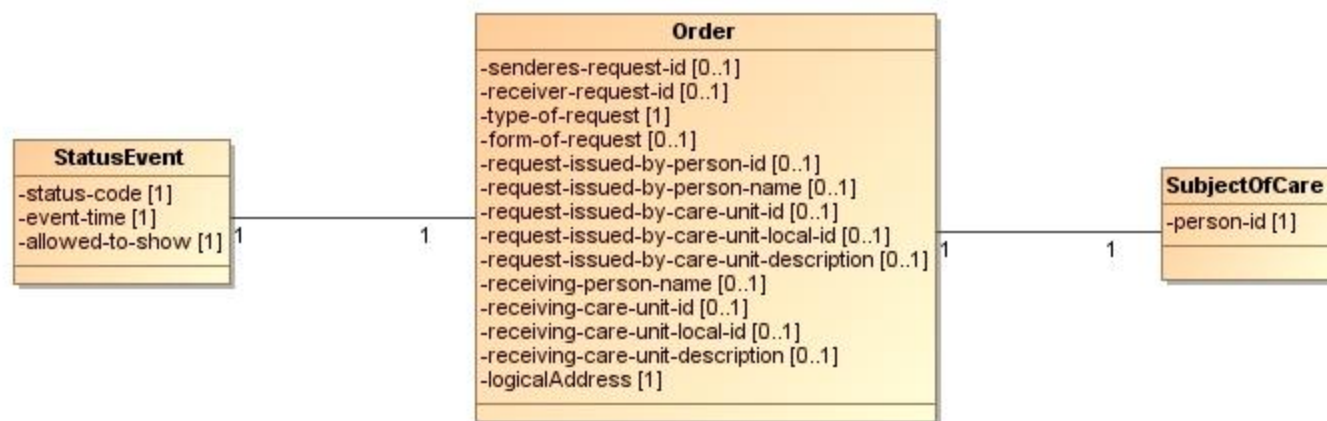 StatusEvent
-status-code [1]
-event-time [1]
-allowed-to-show [1]
1
1
Order
-senderes-request-id [0..1]
-receiver-request-id [0..1]
-type-of-request [1]
-form-of-request [0..1]
-request-issued-by-person-id [0..1]
-request-issued-by-person-name [0..1]
-request-issued-by-care-unit-id [0..1]
-request-issued-by-care-unit-local-id [0..1]
-request-issued-by-care-unit-description [0..1]
-receiving-person-name [0..1]
-receiving-care-unit-id [0..1]
-receiving-care-unit-local-id [0..1]
-receiving-care-unit-description [0..1]
-logicalAddress [1]
1
1
SubjectOfCare
-person-id [1]